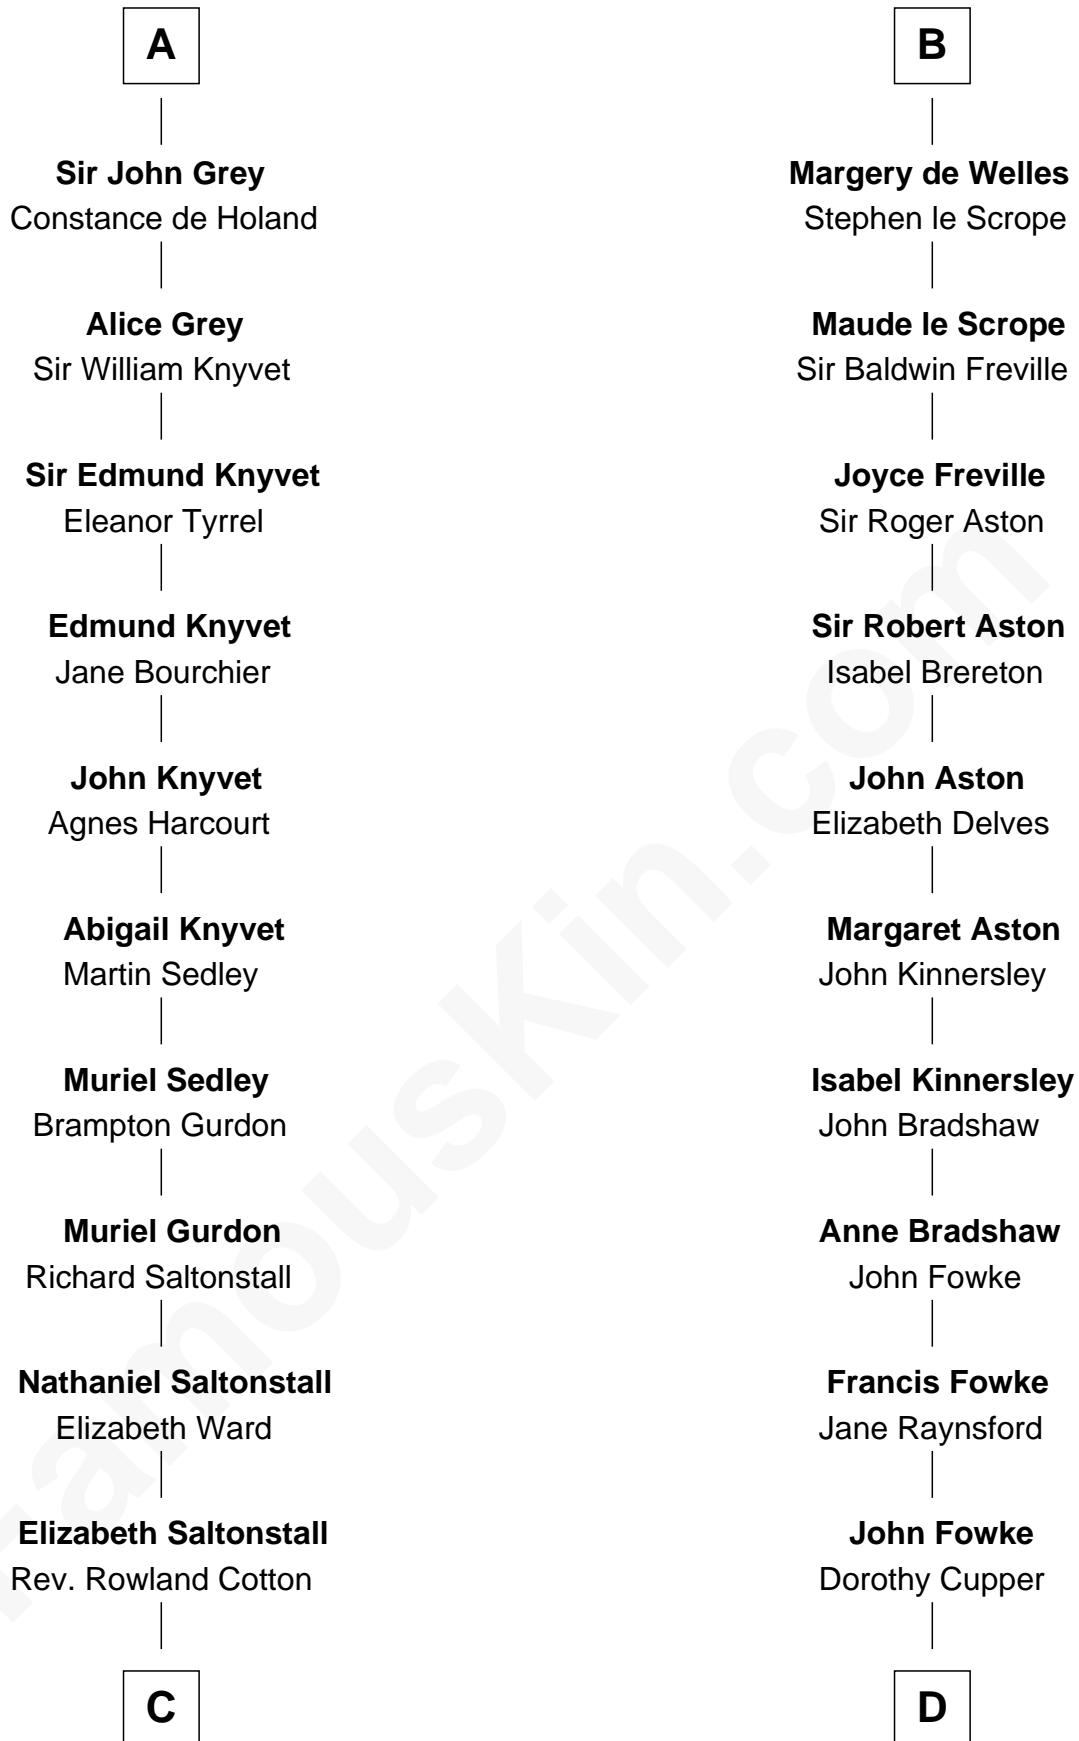 A
Sir John Grey
Constance de Holand
Alice Grey
Sir William Knyvet
Sir Edmund Knyvet
Eleanor Tyrrel
Edmund Knyvet
Jane Bourchier
John Knyvet
Agnes Harcourt
Abigail Knyvet
Martin Sedley
Muriel Sedley
Brampton Gurdon
Muriel Gurdon
Richard Saltonstall
Nathaniel Saltonstall
Elizabeth Ward
Elizabeth Saltonstall
Rev. Rowland Cotton
C
B
Margery de Welles
Stephen le Scrope
Maude le Scrope
Sir Baldwin Freville
Joyce Freville
Sir Roger Aston
Sir Robert Aston
Isabel Brereton
John Aston
Elizabeth Delves
Margaret Aston
John Kinnersley
Isabel Kinnersley
John Bradshaw
Anne Bradshaw
John Fowke
Francis Fowke
Jane Raynsford
John Fowke
Dorothy Cupper
D
FamousKin.com